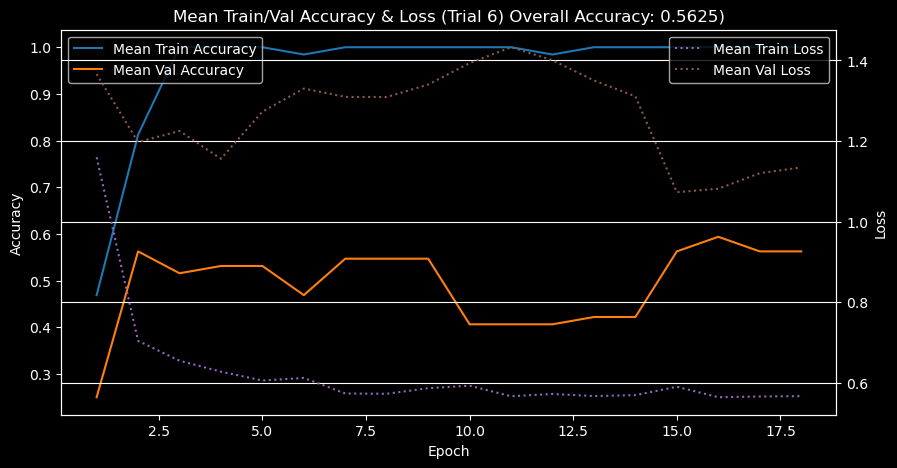 Mean Train/Val Accuracy & Loss (Trial 6) Overall Accuracy: 0.5625)
Mean Train Accuracy
Mean Val Accuracy
Mean Train Loss
Mean Val Loss
Accuracy
1.0
0.9
0.8
0.7
0.6
0.5
0.4
0.3
1.4
1.2
1.0
0.8
0.6
Loss
2.5
5.0
7.5
10.0
12.5
15.0
17.5
Epoch